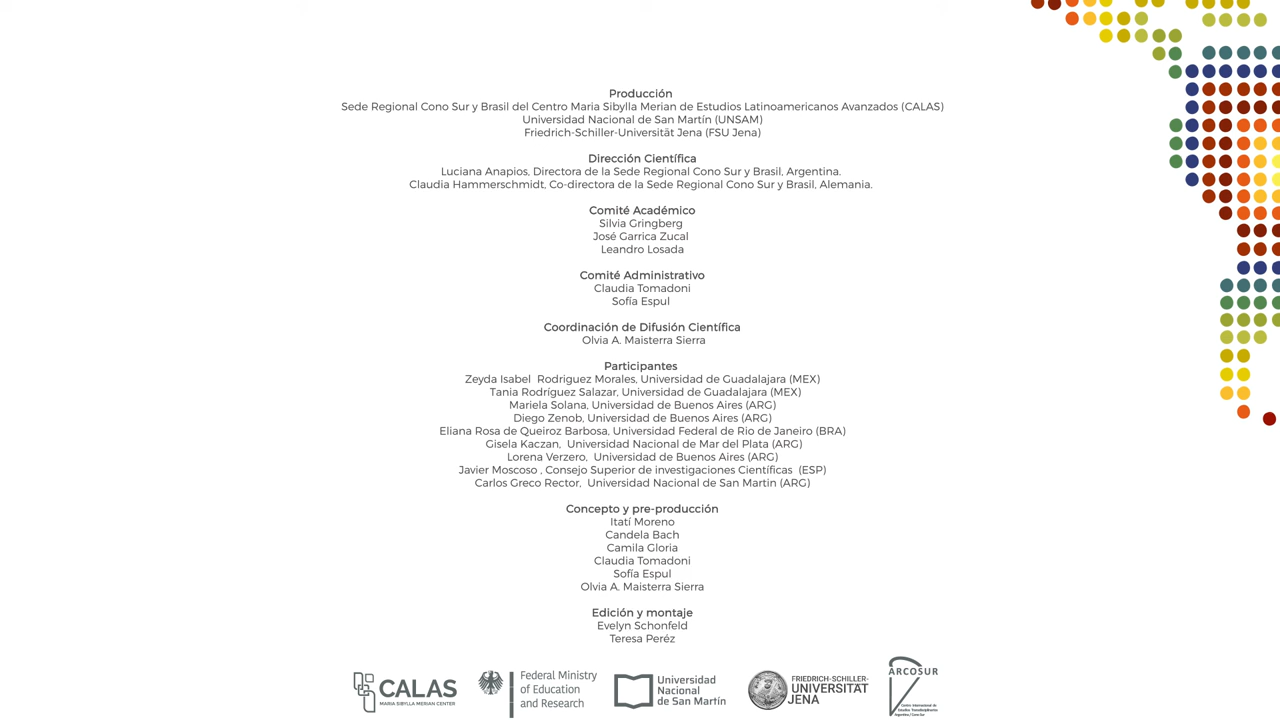 Producción
Sede Regional Cono Sur y Brasil del Centro Maria Sibylla Merian de Estudios Latinoamericanos Avanzados (CALAS)
Universidad Nacional de San Martín (UNSAM)
Friedrich-Schiller-Universität Jena (FSU Jena)
Dirección Científica
Luciana Anapios, Directora de la Sede Regional Cono Sur y Brasil, Argentina.
Claudia Hammerschmidt, Co-directora de la Sede Regional Cono Sur y Brasil, Alemania.
Comité Académico
Silvia Gringberg
José Garrica Zucal
Leandro Losada
Comité Administrativo
Claudia Tomadoni
Sofía Espul
Coordinación de Difusión Científica
Olvia A. Maisterra Sierra
Participantes
Zeyda Isabel Rodriguez Morales, Universidad de Guadalajara (MEX)
Tania Rodríguez Salazar, Universidad de Guadalajara (MEX)
Mariela Solana, Universidad de Buenos Aires (ARG)
Diego Zenob, Universidad de Buenos Aires (ARG)
Eliana Rosa de Queiroz Barbosa, Universidad Federal de Rio de Janeiro (BRA)
Gisela Kaczan, Universidad Nacional de Mar del Plata (ARG)
Lorena Verzero, Universidad de Buenos Aires (ARG)
Javier Moscoso , Consejo Superior de investigaciones Científicas (ESP)
Carlos Greco Rector, Universidad Nacional de San Martin (ARG)
Concepto y pre-producción
Itatí Moreno
Candela Bach
Camila Gloria
Claudia Tomadoni
Sofía Espul
Olvia A. Maisterra Sierra
Edición y montaje
Evelyn Schonfeld
Teresa Peréz
CALAS
MARIA SIBYLLA MERIAN CENTER
Federal Ministry
of Education
and Research
Universidad
Nacional
de San Martín
FRIEDRICH-SCHILLER-
UNIVERSITÄT
JENA
ARCOSUR
Centro Internacional de
Estudios Transdisciplinarios
Argentina / Cono Sur